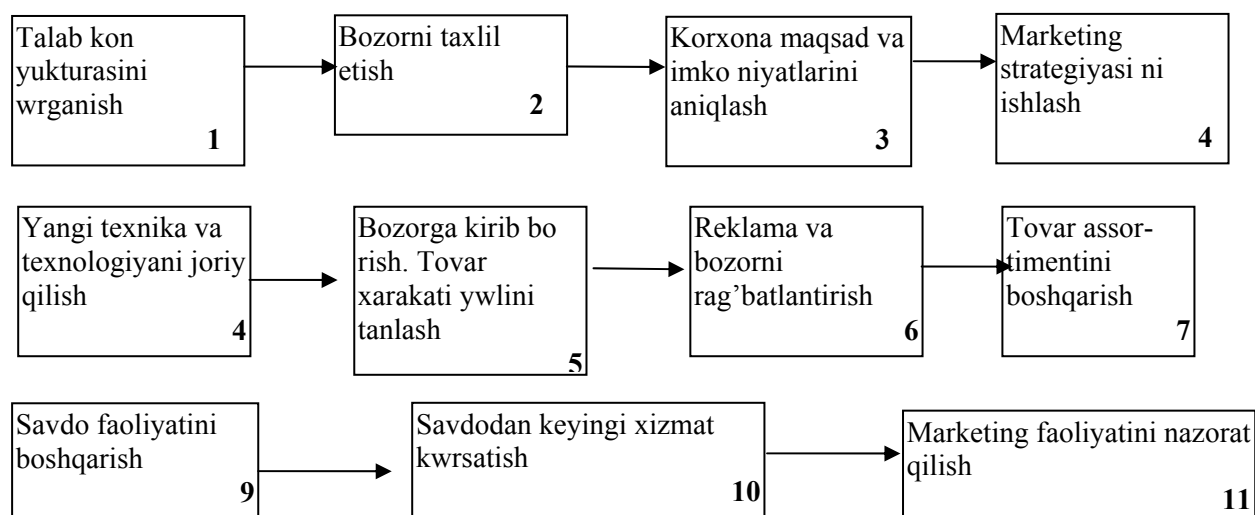 Talab kon
yukturasini
wrganish
1
Bozorni taxlil
etish
2
Korxona maqsad va
imko niyatlarini
aniqlash
3
Marketing
strategiyasi ni
ishlash
4
Yangi texnika va
texnologiyani joriy
qilish
4
Bozorga kirib bo
rish. Tovar
xarakati ywlini
tanlash
5
Reklama va
bozorni
rag’batlantirish
6
Tovar assor-
timentini
boshqarish
7
Savdo faoliyatini
boshqarish
9
Savdodan keyingi xizmat
kwrsatish
10
Marketing faoliyatini nazorat
qilish
11